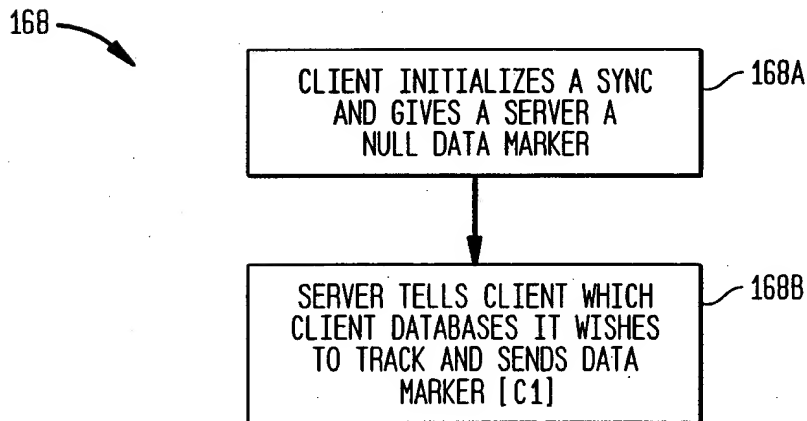 168
CLIENT INITIALIZES A SYNC
AND GIVES A SERVER A
NULL DATA MARKER
168A
SERVER TELLS CLIENT WHICH
CLIENT DATABASES IT WISHES
TO TRACK AND SENDS DATA
MARKER [C1]
168B